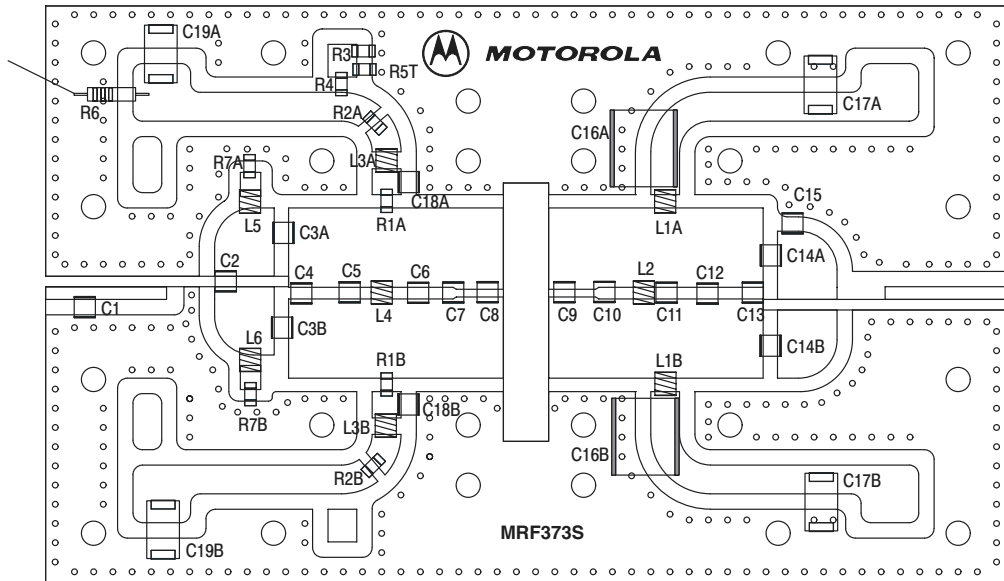 C19A
MOTOROLA
R3
R5T
R4
R6
R2A
C17A
C16A
R7A
L3A
C18A
L5
R1A
L1A
C15
C3A
C14A
C2
C4
C5
C6
L2
C12
C1
L4
C7
C8
C9
C10
C11
C13
C3B
L6
C14B
R1B
L1B
R7B
C18B
L3B
C16B
R2B
C17B
MRF373S
C19B